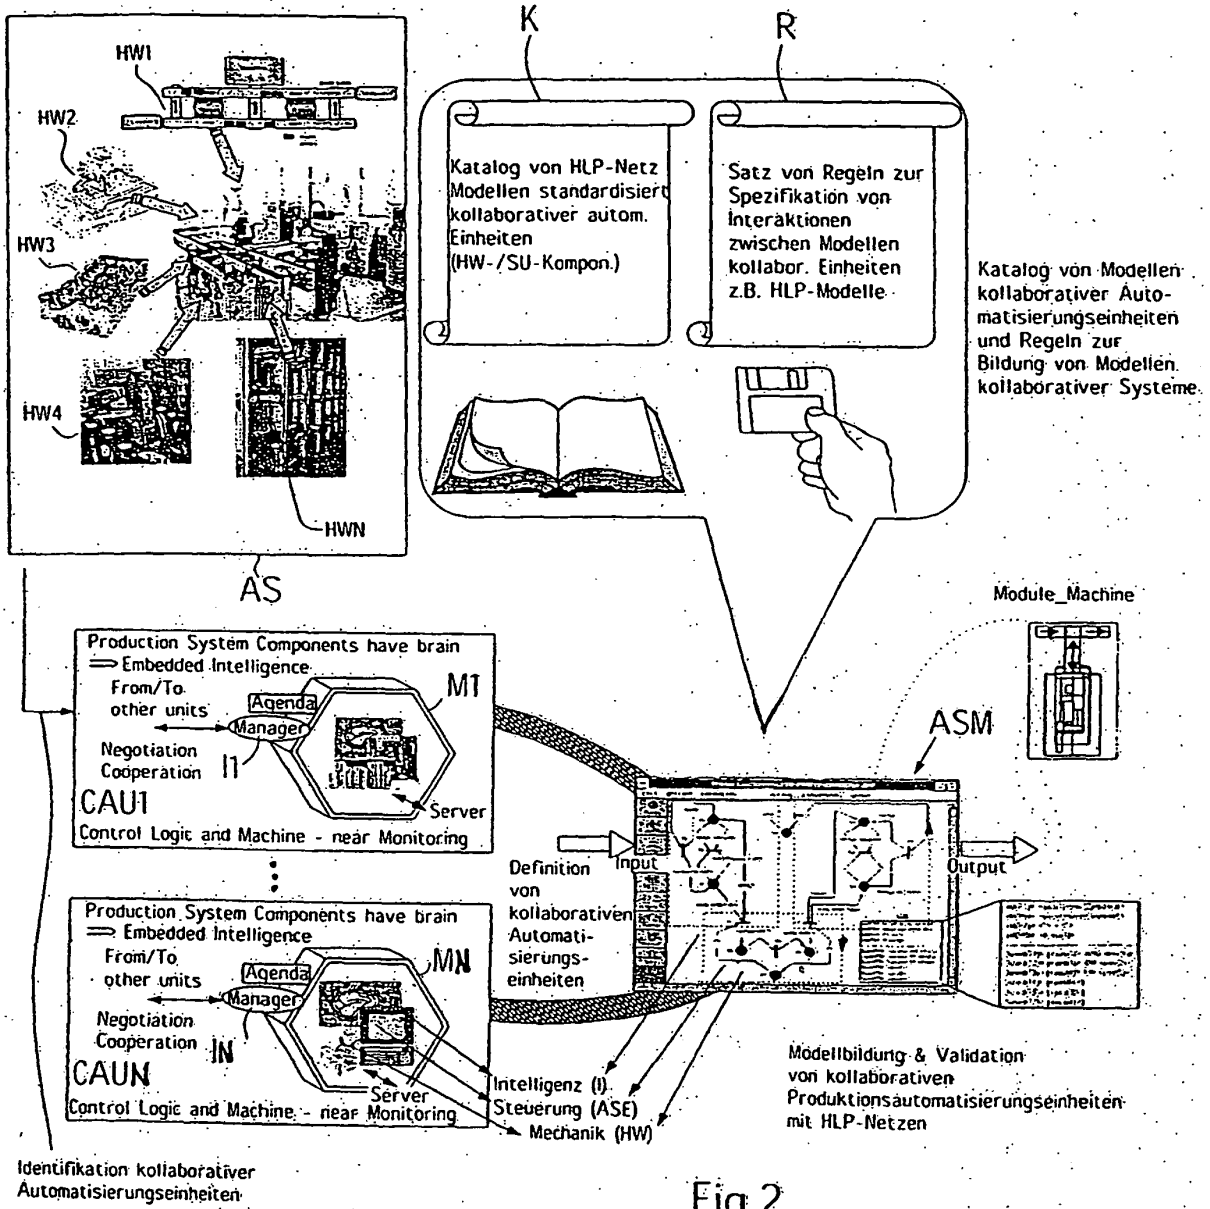 HW1
HW2
HW3
HW4
HWN
AS
K
R
Katalog von HLP-Netz
Modellen standardisiert
kollaborativer autom.
Einheiten
(HW-/SU-Kompon.)
Satz von Regeln zur
Spezifikation von
Interaktionen
zwischen Modellen
kollabor. Einheiten
z.B. HLP-Modelle
Katalog von Modellen
kollaborativer Auto-
matisierungseinheiten
und Regeln zur
Bildung von Modellen
kollaborativer Systeme
Module_Machine
Production System Components have brain
Embedded Intelligence
From/To
other units
Agenda
Manager
M1
Negotiation
Cooperation
I1
CAU1
Server
Control Logic and Machine - near Monitoring
Production System Components have brain
Embedded Intelligence
From/To
other units
Agenda
Manager
MN
Negotiation
Cooperation
IN
CAUN
Server
Control Logic and Machine - near Monitoring
ASM
Input
Output
Definition
von
kollaborativen
Automati-
sierungs-
einheiten
Intelligenz (I)
Steuerung (ASE)
Mechanik (HW)
Modellbildung & Validation
von kollaborativen
Produktionsautomatisierungseinheiten
mit HLP-Netzen
Identifikation kollaborativer
Automatisierungseinheiten
Fig.2